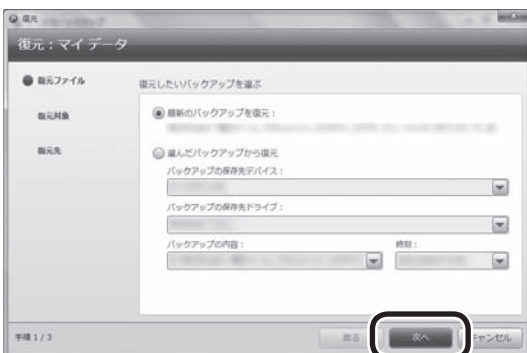 復元
復元：マイ データ
復元ファイル
復元したいバックアップを選ぶ
復元対象
復元先
最新のバックアップを復元：
選んだバックアップから復元
バックアップの保存先デバイス：
バックアップの保存先ドライブ：
バックアップの内容：
時刻：
手順 1 / 3
戻る
次へ
キャンセル